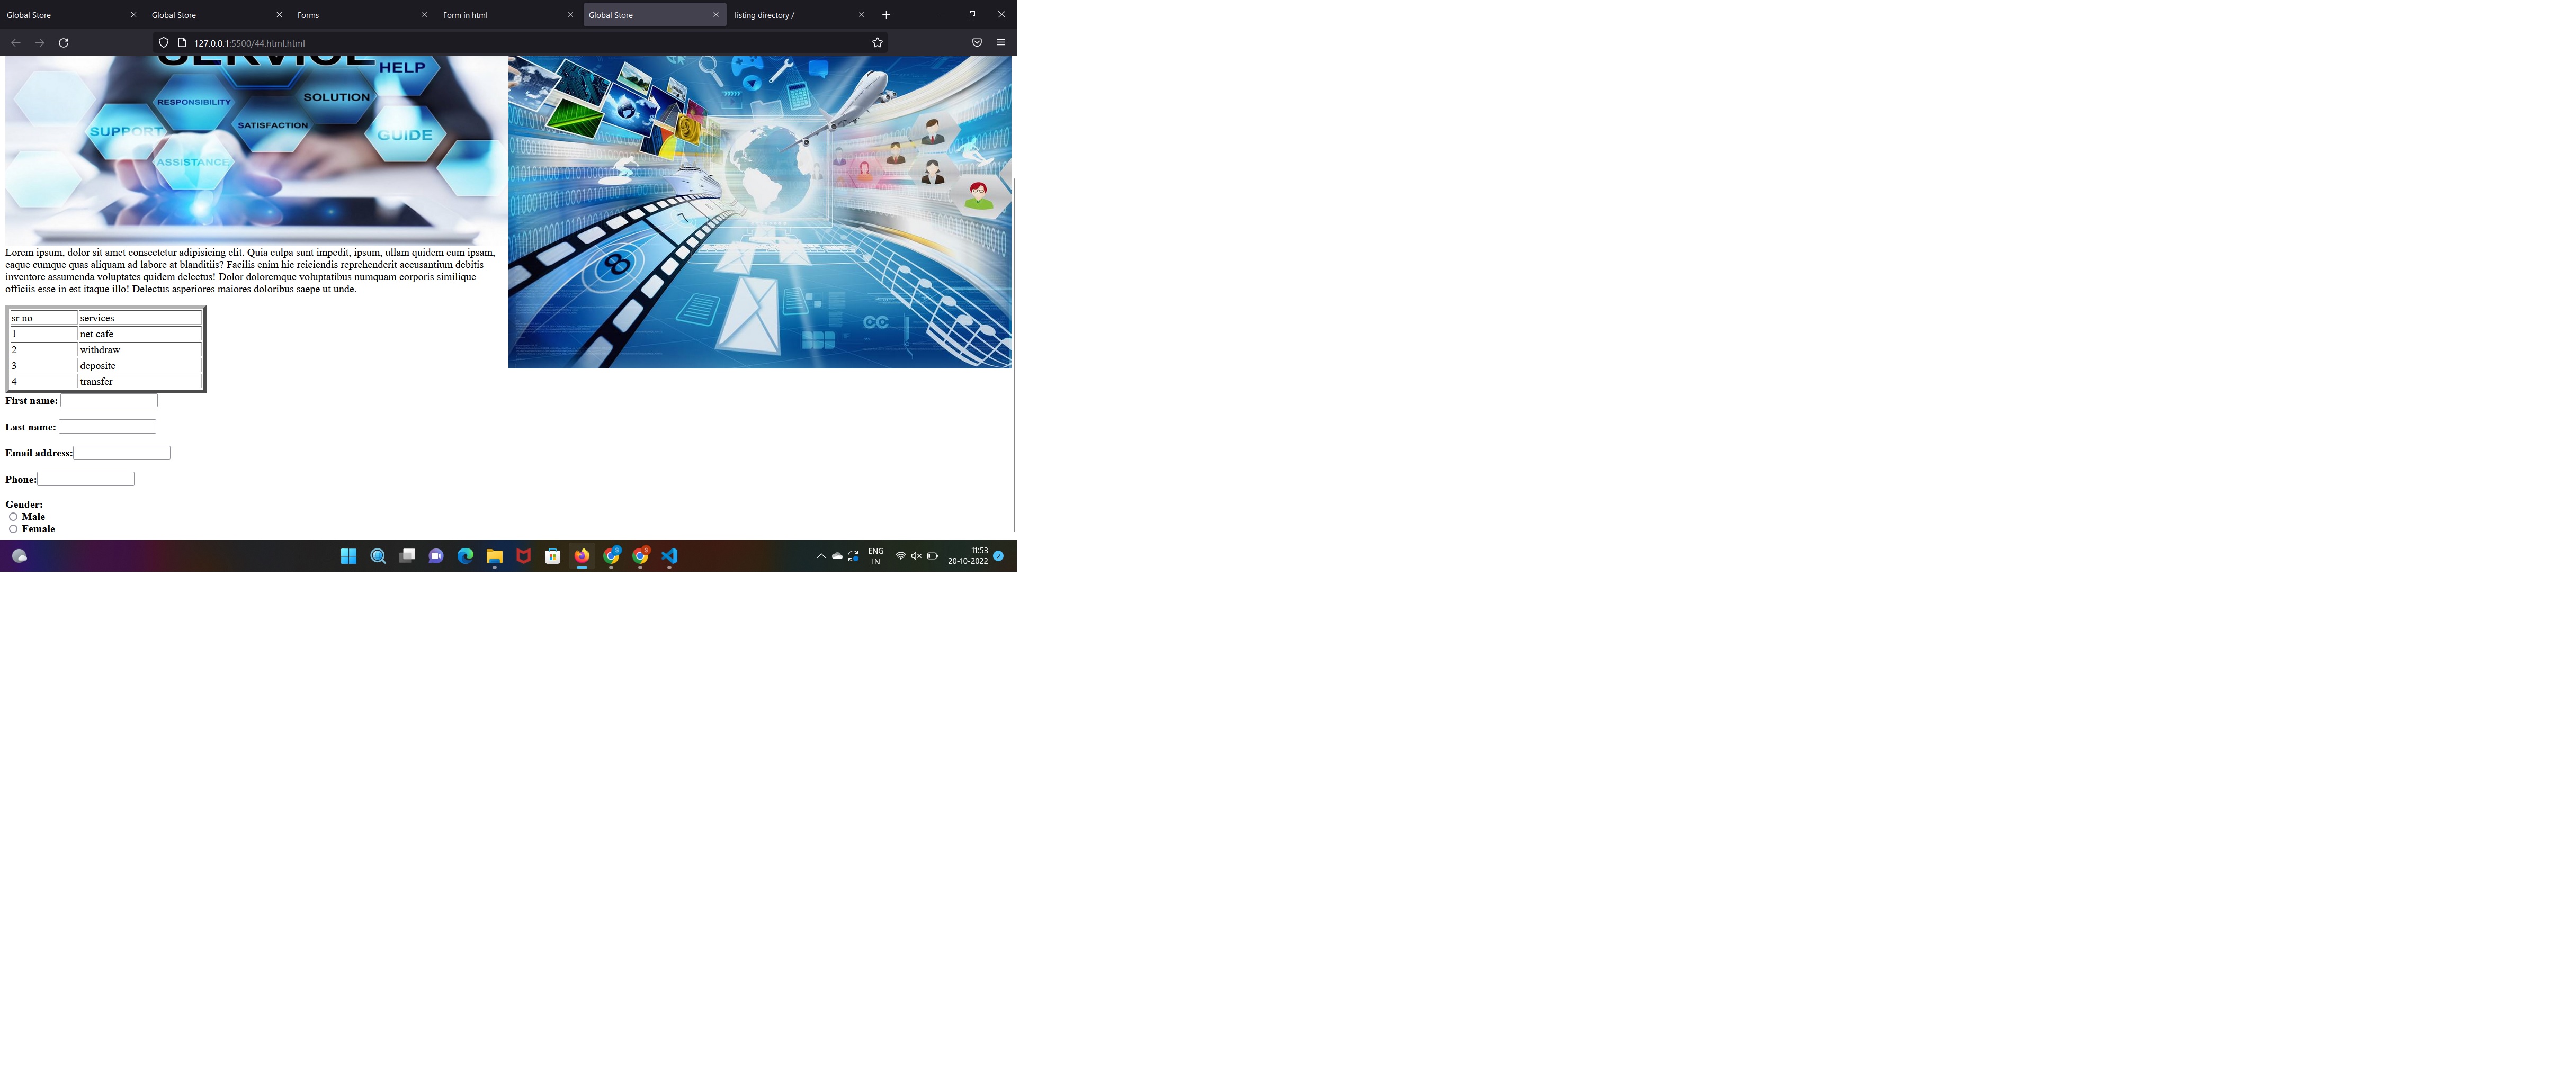 Global Store
Global Store
Forms
Form in html
Global Store
listing directory /
127.0.0.1:5500/44.html.html
SERVICE
HELP
RESPONSIBILITY
SOLUTION
SUPPORT
SATISFACTION
GUIDE
ASSISTANCE
8
CC
Lorem ipsum, dolor sit amet consectetur adipisicing elit. Quia culpa sunt impedit, ipsum, ullam quidem eum ipsam,
eaque cumque quas aliquam ad labore at blanditiis? Facilis enim hic reiciendis reprehenderit accusantium debitis
inventore assumenda voluptates quidem delectus! Dolor doloremque voluptatibus numquam corporis similique
officiis esse in est itaque illo! Delectus asperiores maiores doloribus saepe ut unde.
sr no services
1 net cafe
2 withdraw
3 deposite
4 transfer
First name:
Last name:
Email address:
Phone:
Gender:
Male
Female
ENG
IN
11:53
20-10-2022
2